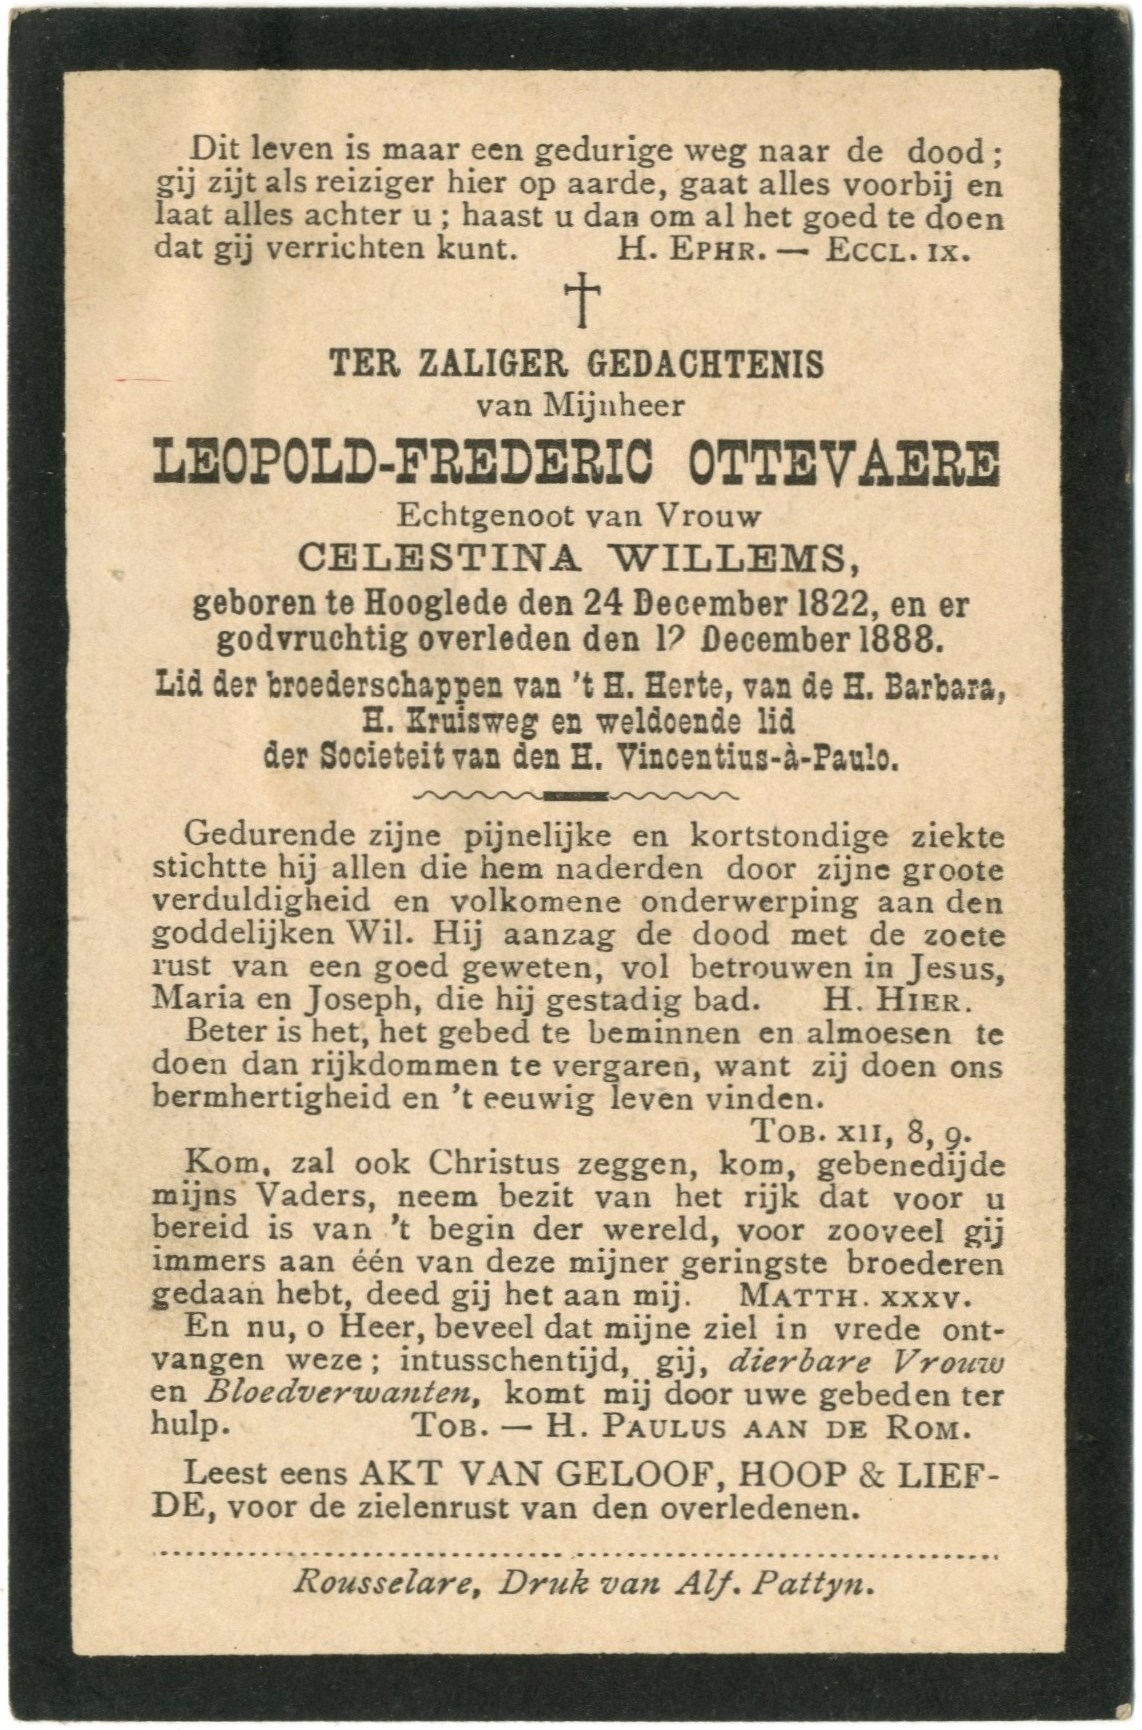 Dit leven is maar een gedurige weg naar de dood ;
gij zijt als reiziger hier op aarde, gaat alles voorbij en
laat alles achter u ; haast u dan om al het goed te doen
dat gij verrichten kunt. H. EPHR. — ECCL. IX.
TER ZALIGER GEDACHTENIS
van Mijnheer
LEOPOLD-FREDERIC OTTEVAERE
Echtgenoot van Vrouw
CELESTINA WILLEMS,
geboren te Hooglede den 24 December 1822, en er
godvruchtig overleden den December 1888.
Lid der broederschappen van 't H. Herte, van de H. Barbara,
H. Kruisweg en weldoende lid
der Societeit van den H. Vincentius-à-Paulo.
Gedurende zijne pijnelijke en kortstondige ziekte
stichtte hij allen die hem naderden door zijne groote
verduldigheid en volkomene onderwerping aan den
goddelijken Wil. Hij aanzag de dood met de zoete
rust van een goed geweten, vol betrouwen in Jesus,
Maria en Joseph, die hij gestadig bad. H. HIER.
Beter is het, het gebed te beminnen en almoesen te
doen dan rijkdommen te vergaren, want zij doen ons
bermhertigheid en 't eeuwig leven vinden.
TOB. XII, 8, 9.
Kom, zal ook Christus zeggen, kom, gebenedijde
mijns Vaders, neem bezit van het rijk dat voor u
bereid is van 't begin der wereld, voor zooveel gij
immers aan één van deze mijner geringste broederen
gedaan hebt, deed gij het aan mij. MATTH. XXXV.
En nu, o Heer, beveel dat mijne ziel in vrede ont-
vangen weze ; intusschentijd, gij, dierbare Vrouw
en Bloedverwanten, komt mij door uwe gebeden ter
hulp. TOB. — H. PAULUS AAN DE ROM.
Leest eens AKT VAN GELOOF, HOOP & LIEF-
DE, voor de zielenrust van den overledenen.
Rousselare, Druk van Alf. Pattyn.